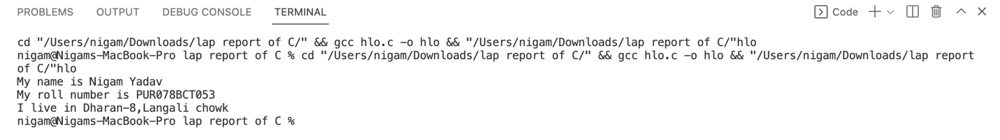 PROBLEMS OUTPUT DEBUG CONSOLE TERMINAL Code
cd "/Users/nigam/Downloads/lap report of C/" && gcc hlo.c -o hlo && "/Users/nigam/Downloads/lap report of C/"hlo
nigam@Nigams-MacBook-Pro lap report of C % cd "/Users/nigam/Downloads/lap report of C/" && gcc hlo.c -o hlo && "/Users/nigam/Downloads/lap report
of C/"hlo
My name is Nigam Yadav
My roll number is PUR078BCT053
I live in Dharan-8,Langali chowk
nigam@Nigams-MacBook-Pro lap report of C %